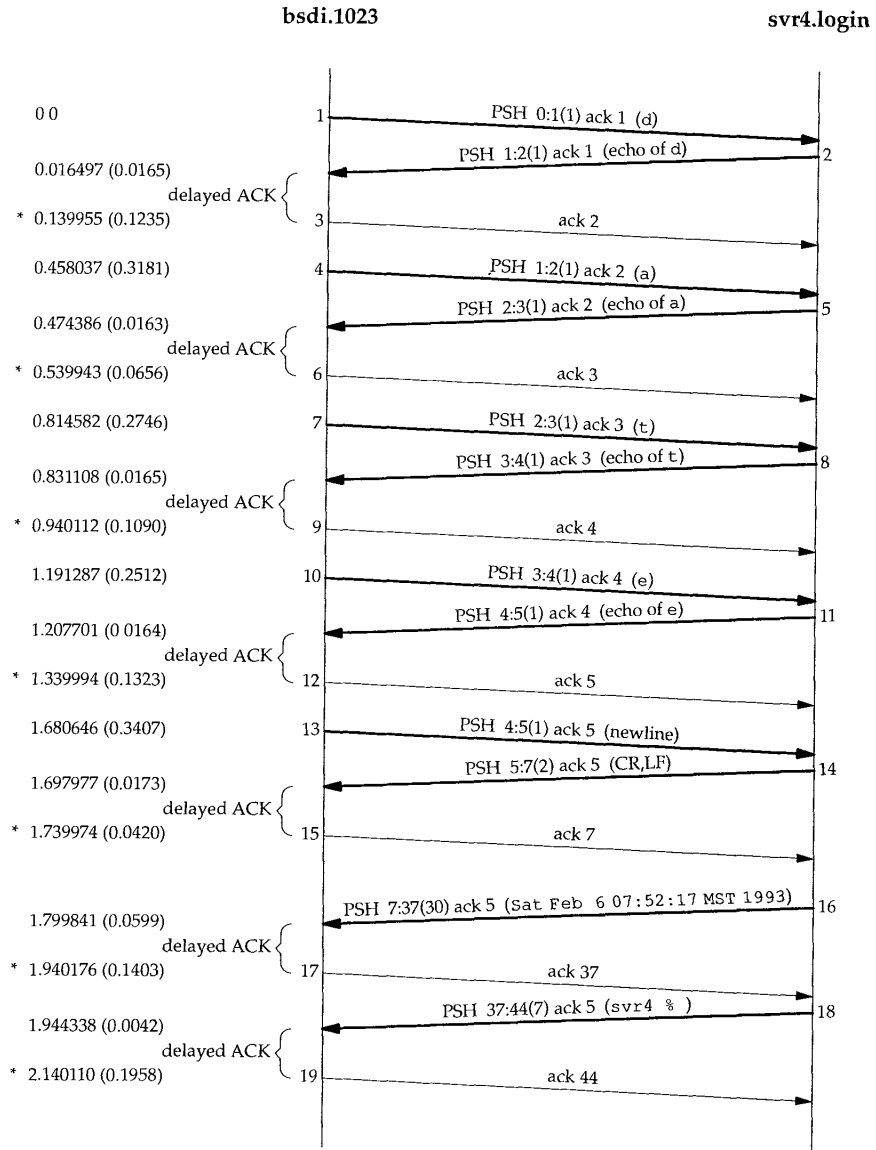 bsdi.1023 svr4.login
0 0 1 PSH 0:1(1) ack 1 (d)
PSH 1:2(1) ack 1 (echo of d) 2
0.016497 (0.0165)
delayed ACK
* 0.139955 (0.1235) 3 ack 2
0.458037 (0.3181) 4 PSH 1:2(1) ack 2 (a)
PSH 2:3(1) ack 2 (echo of a) 5
0.474386 (0.0163)
delayed ACK
* 0.539943 (0.0656) 6 ack 3
0.814582 (0.2746) 7 PSH 2:3(1) ack 3 (t)
PSH 3:4(1) ack 3 (echo of t) 8
0.831108 (0.0165)
delayed ACK
* 0.940112 (0.1090) 9 ack 4
1.191287 (0.2512) 10 PSH 3:4(1) ack 4 (e)
PSH 4:5(1) ack 4 (echo of e) 11
1.207701 (0 0164)
delayed ACK
* 1.339994 (0.1323) 12 ack 5
1.680646 (0.3407) 13 PSH 4:5(1) ack 5 (newline)
PSH 5:7(2) ack 5 (CR,LF) 14
1.697977 (0.0173)
delayed ACK
* 1.739974 (0.0420) 15 ack 7
PSH 7:37(30) ack 5 (Sat Feb 6 07:52:17 MST 1993) 16
1.799841 (0.0599)
delayed ACK
* 1.940176 (0.1403) 17 ack 37
PSH 37:44(7) ack 5 (svr4 % ) 18
1.944338 (0.0042)
delayed ACK
* 2.140110 (0.1958) 19 ack 44